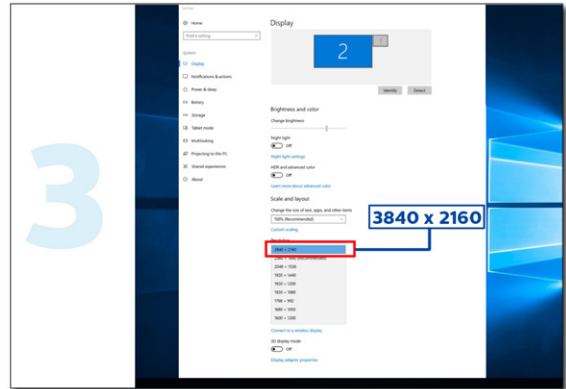 Settings
Home
Find a setting
System
Display
Notifications & actions
Power & sleep
Battery
Storage
Tablet mode
Multitasking
Projecting to this PC
Shared experiences
About
3
Display
2
1
Identify
Detect
Brightness and color
Change brightness
Night light
Off
Night light settings
HDR and advanced color
Off
Learn more about advanced color
Scale and layout
Change the size of text, apps, and other items
Custom scaling
Resolution
3840 × 2160
3840 x 2160
2048 × 1536
1920 × 1440
1920 × 1200
1920 × 1080
1680 × 1050
1600 × 1200
Connect to a wireless display
3D display mode
Off
Display adapter properties